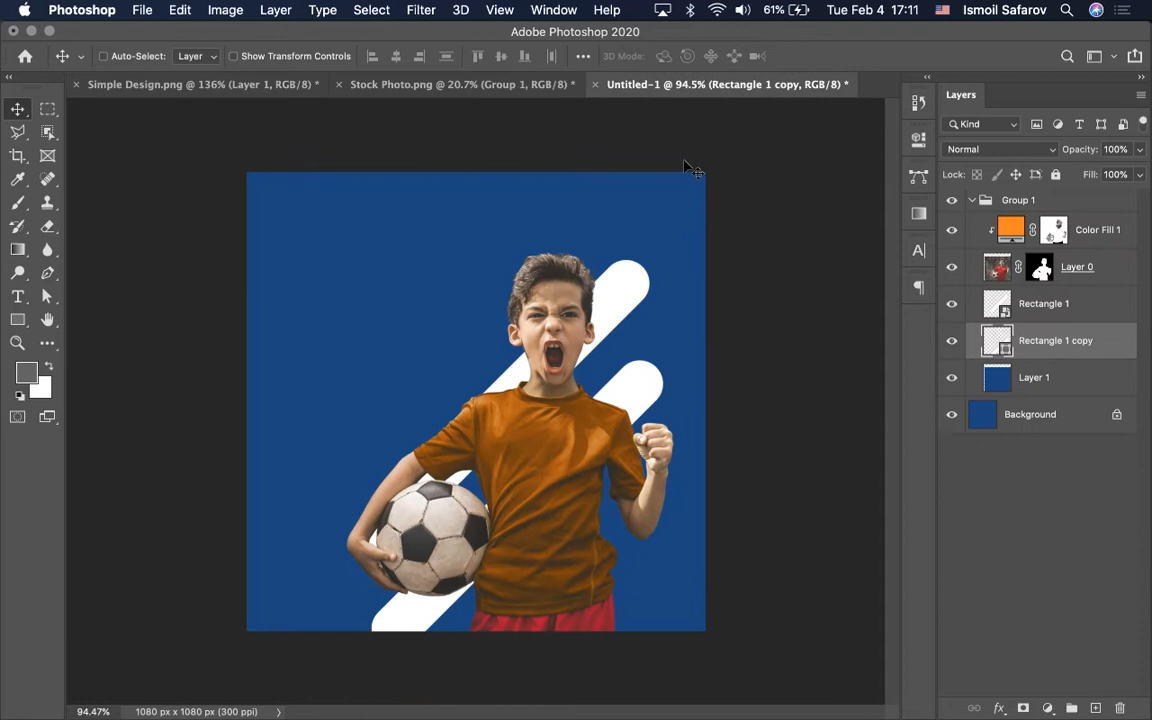 Photoshop File Edit Image Layer Type Select Filter 3D View Window Help 61% Tue Feb 4 17:11 Ismoil Safarov
Adobe Photoshop 2020
Auto-Select: Layer Show Transform Controls 3D Mode:
Simple Design.png @ 136% (Layer 1, RGB/8) * Stock Photo.png @ 20.7% (Group 1, RGB/8) * Untitled-1 @ 94.5% (Rectangle 1 copy, RGB/8) *
Layers
Kind
Normal Opacity: 100%
Lock: Fill: 100%
Group 1
Color Fill 1
Layer 0
Rectangle 1
Rectangle 1 copy
Layer 1
Background
94.47% 1080 px x 1080 px (300 ppi)